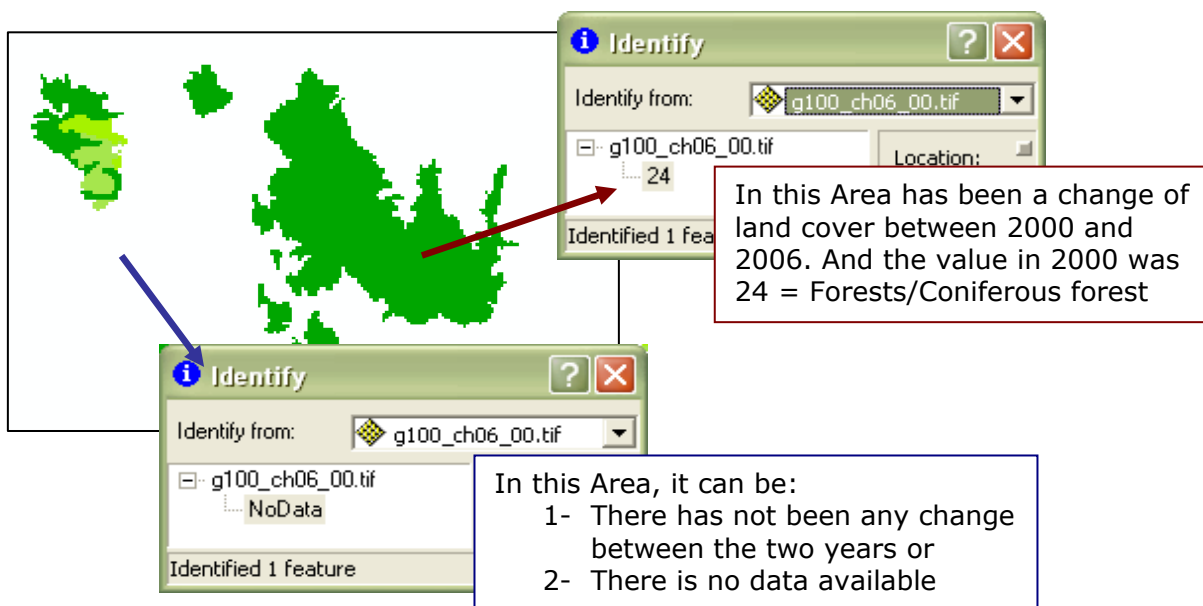 Identify
Identify from:
g100_ch06_00.tif
g100_ch06_00.tif
Location:
24
Identified 1 fea
In this Area has been a change of
land cover between 2000 and
2006. And the value in 2000 was
24 = Forests/Coniferous forest
Identify
Identify from:
g100_ch06_00.tif
g100_ch06_00.tif
NoData
Identified 1 feature
In this Area, it can be:
1- There has not been any change
between the two years or
2- There is no data available